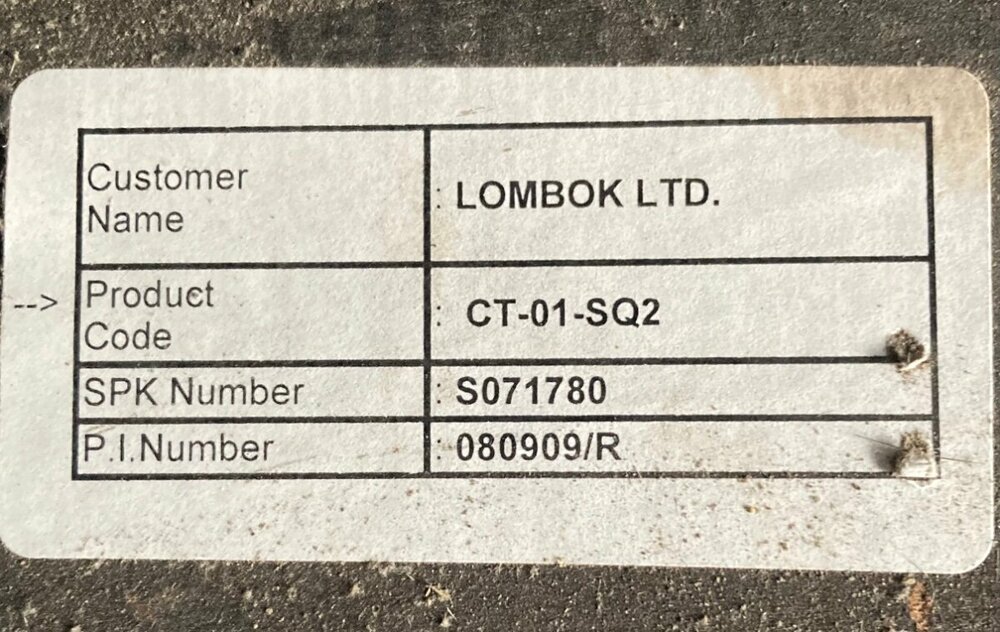 Customer Name : LOMBOK LTD.
--> Product Code : CT-01-SQ2
SPK Number : S071780
P.I.Number : 080909/R